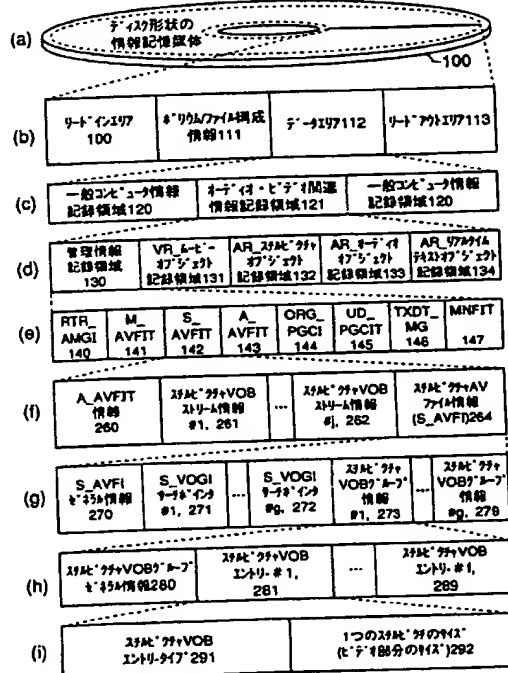 (a)
ディスク形状の
情報記憶媒体
100
(b)
リードインエリア
100
ボリウム/ファイル構成
情報111
データエリア112
リードアウトエリア113
(c)
一般コンピュータ情報
記録領域120
オーディオ・ビデオ関連
情報記録領域121
一般コンピュータ情報
記録領域120
(d)
管理情報
記録領域
130
VR_ムービー
オブジェクト
記録領域131
AR_スチルピクチャ
オブジェクト
記録領域132
AR_オーディオ
オブジェクト
記録領域133
AR_リアルタイム
テキストオブジェクト
記録領域134
(e)
RTR_
AMGI
140
M_
AVFIT
141
S_
AVFIT
142
A_
AVFIT
143
ORG_
PGCI
144
UD_
PGCIT
145
TXDT_
MG
146
MNFIT
147
(f)
A_AVFIT
情報
260
スチルピクチャVOB
ストリーム情報
#1, 261
…
スチルピクチャVOB
ストリーム情報
#j, 262
スチルピクチャAV
ファイル情報
(S_AVFI)264
(g)
S_AVFI
ゼネラル情報
270
S_VOGI
サーチポインタ
#1, 271
…
S_VOGI
サーチポインタ
#g, 272
スチルピクチャ
VOBグループ
情報
#1, 273
…
スチルピクチャ
VOBグループ
情報
#g, 279
(h)
スチルピクチャVOBグループ
ゼネラル情報280
スチルピクチャVOB
エントリー#1,
281
…
スチルピクチャVOB
エントリー#1,
289
(i)
スチルピクチャVOB
エントリータイプ291
1つのスチルピクチのサイズ
(ビデオ部分のサイズ)292